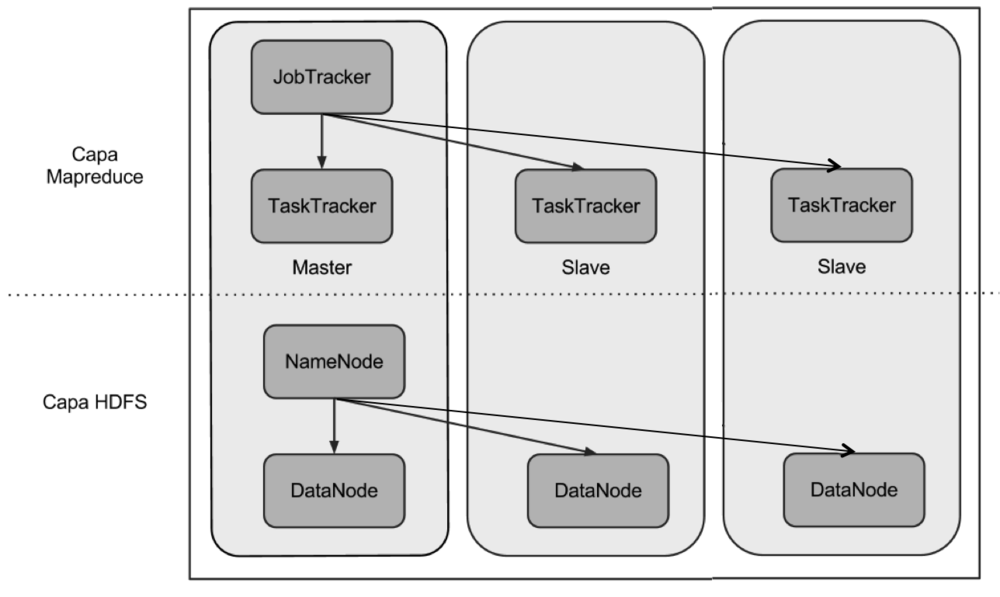 JobTracker
Capa
Mapreduce
TaskTracker
TaskTracker
TaskTracker
Master
Slave
Slave
NameNode
Capa HDFS
DataNode
DataNode
DataNode